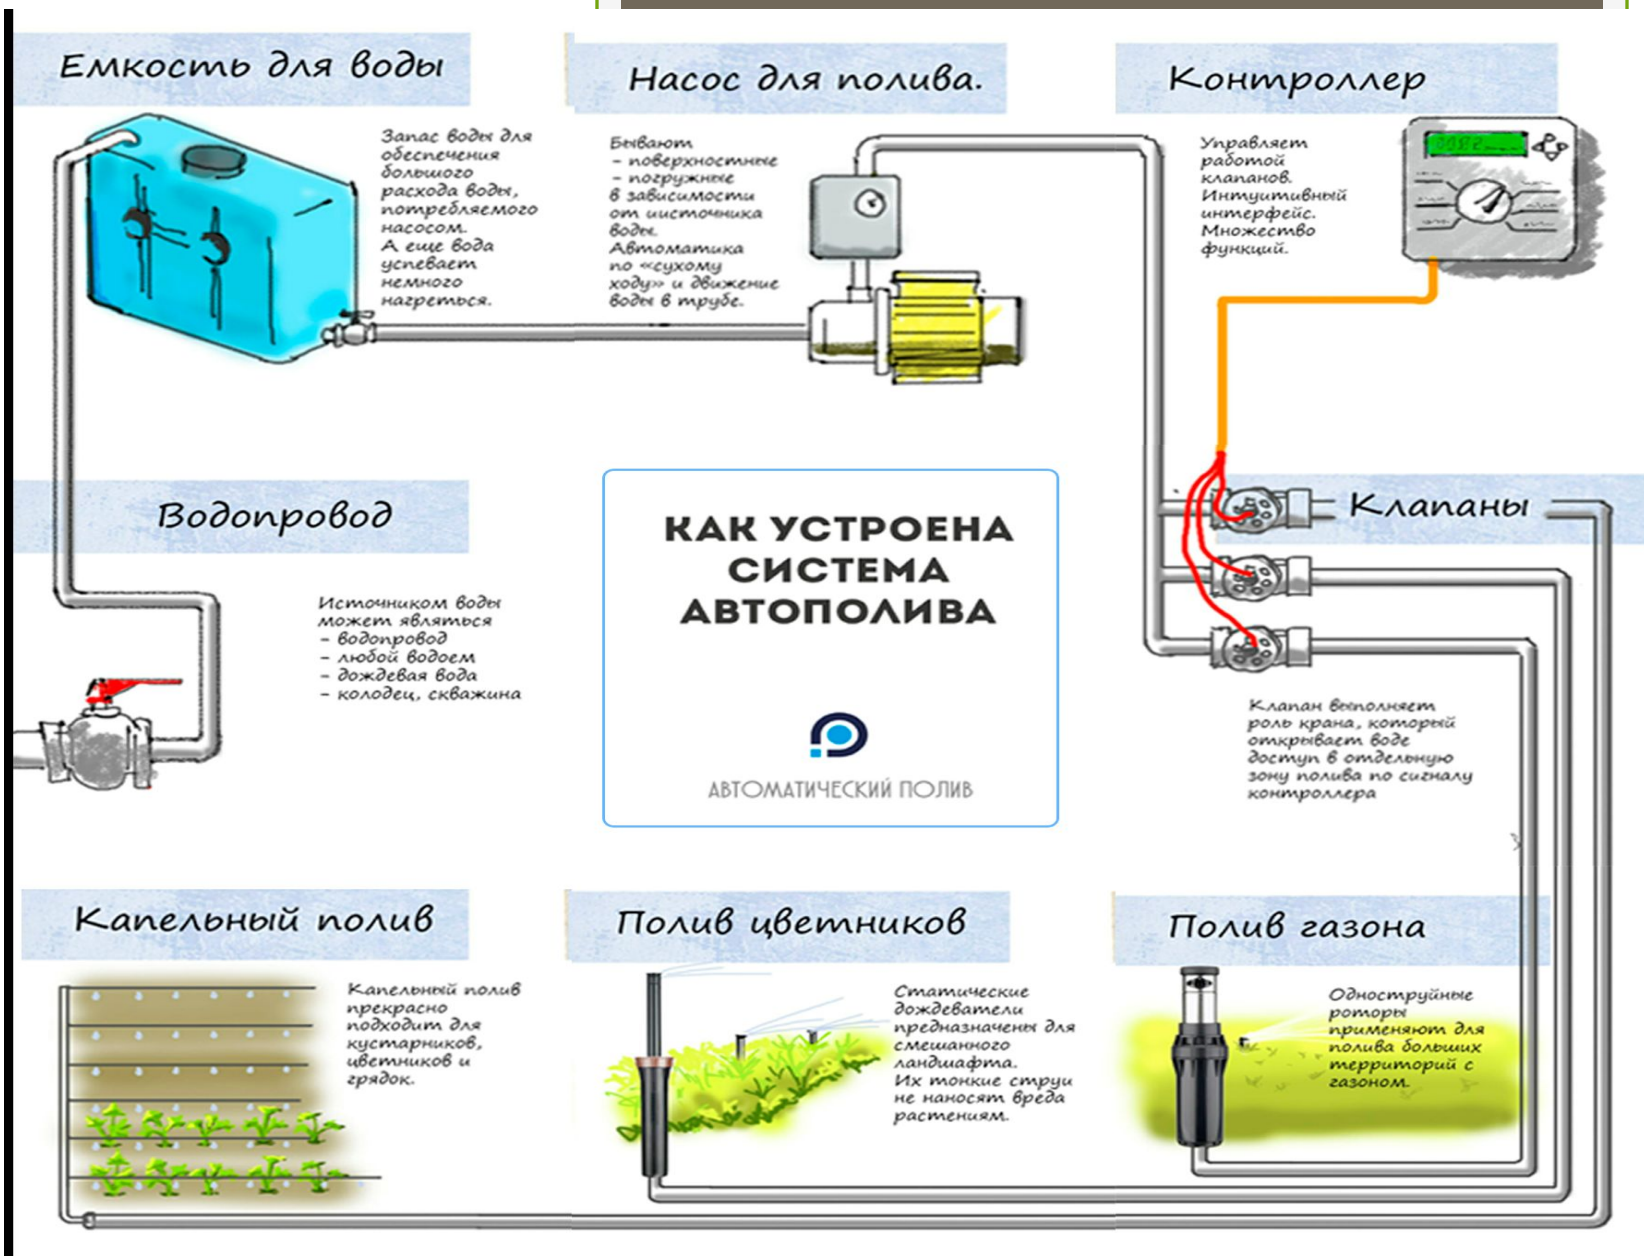 Емкость для воды
Запас воды для
обеспечения
большого
расхода воды,
потребляемого
насосом.
А еще вода
успевает
немного
нагреться.
Насос для полива.
Бывают
- поверхностные
- погружные
в зависимости
от иисточника
воды.
Автоматика
по «сухому
ходу» и движение
воды в трубе.
Контроллер
Управляет
работой
клапанов.
Интуитивный
интерфейс.
Множество
функций.
Водопровод
Источником воды
может являться
- водопровод
- любой водоем
- дождевая вода
- колодец, скважина
КАК УСТРОЕНА
СИСТЕМА
АВТОПОЛИВА
АВТОМАТИЧЕСКИЙ ПОЛИВ
Клапаны
Клапан выполняет
роль крана, который
открывает воде
доступ в отдельную
зону полива по сигналу
контроллера
Капельный полив
Капельный полив
прекрасно
подходит для
кустарников,
цветников и
грядок.
Полив цветников
Статические
дождеватели
предназначены для
смешанного
ландшафта.
Их тонкие струи
не наносят вреда
растениям.
Полив газона
Одноструйные
роторы
применяют для
полива больших
территорий с
газоном.